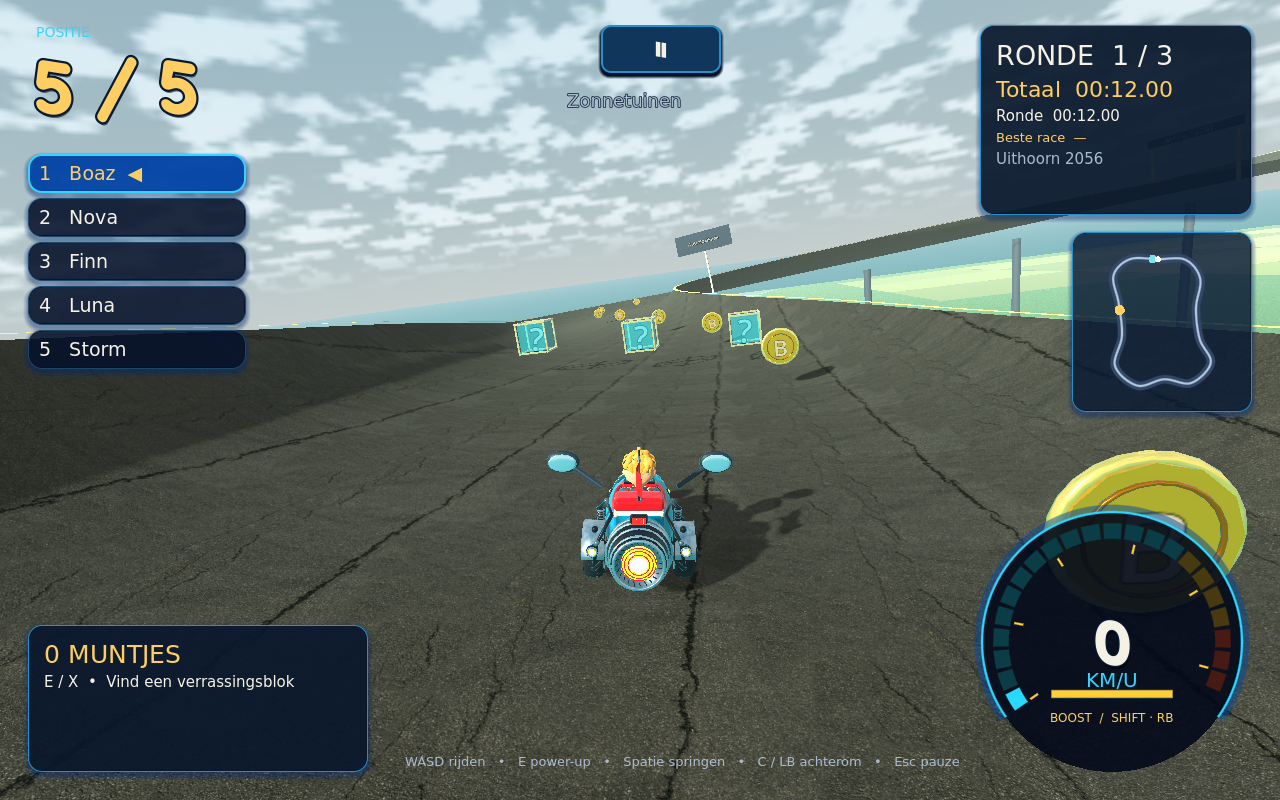 POSITIE
5 / 5
1 Boaz ◀
2 Nova
3 Finn
4 Luna
5 Storm
Zonnetuinen
RONDE 1 / 3
Totaal 00:12.00
Ronde 00:12.00
Beste race —
Uithoorn 2056
? ? B ? B
0 MUNTJES
E / X • Vind een verrassingsblok
0
KM/U
BOOST / SHIFT · RB
WASD rijden • E power-up • Spatie springen • C / LB achterom • Esc pauze